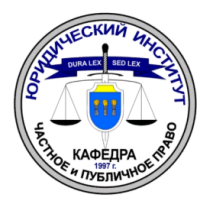 ЮРИДИЧЕСКИЙ ИНСТИТУТ
DURA LEX SED LEX
КАФЕДРА
1997 г.
ЧАСТНОЕ и ПУБЛИЧНОЕ ПРАВО